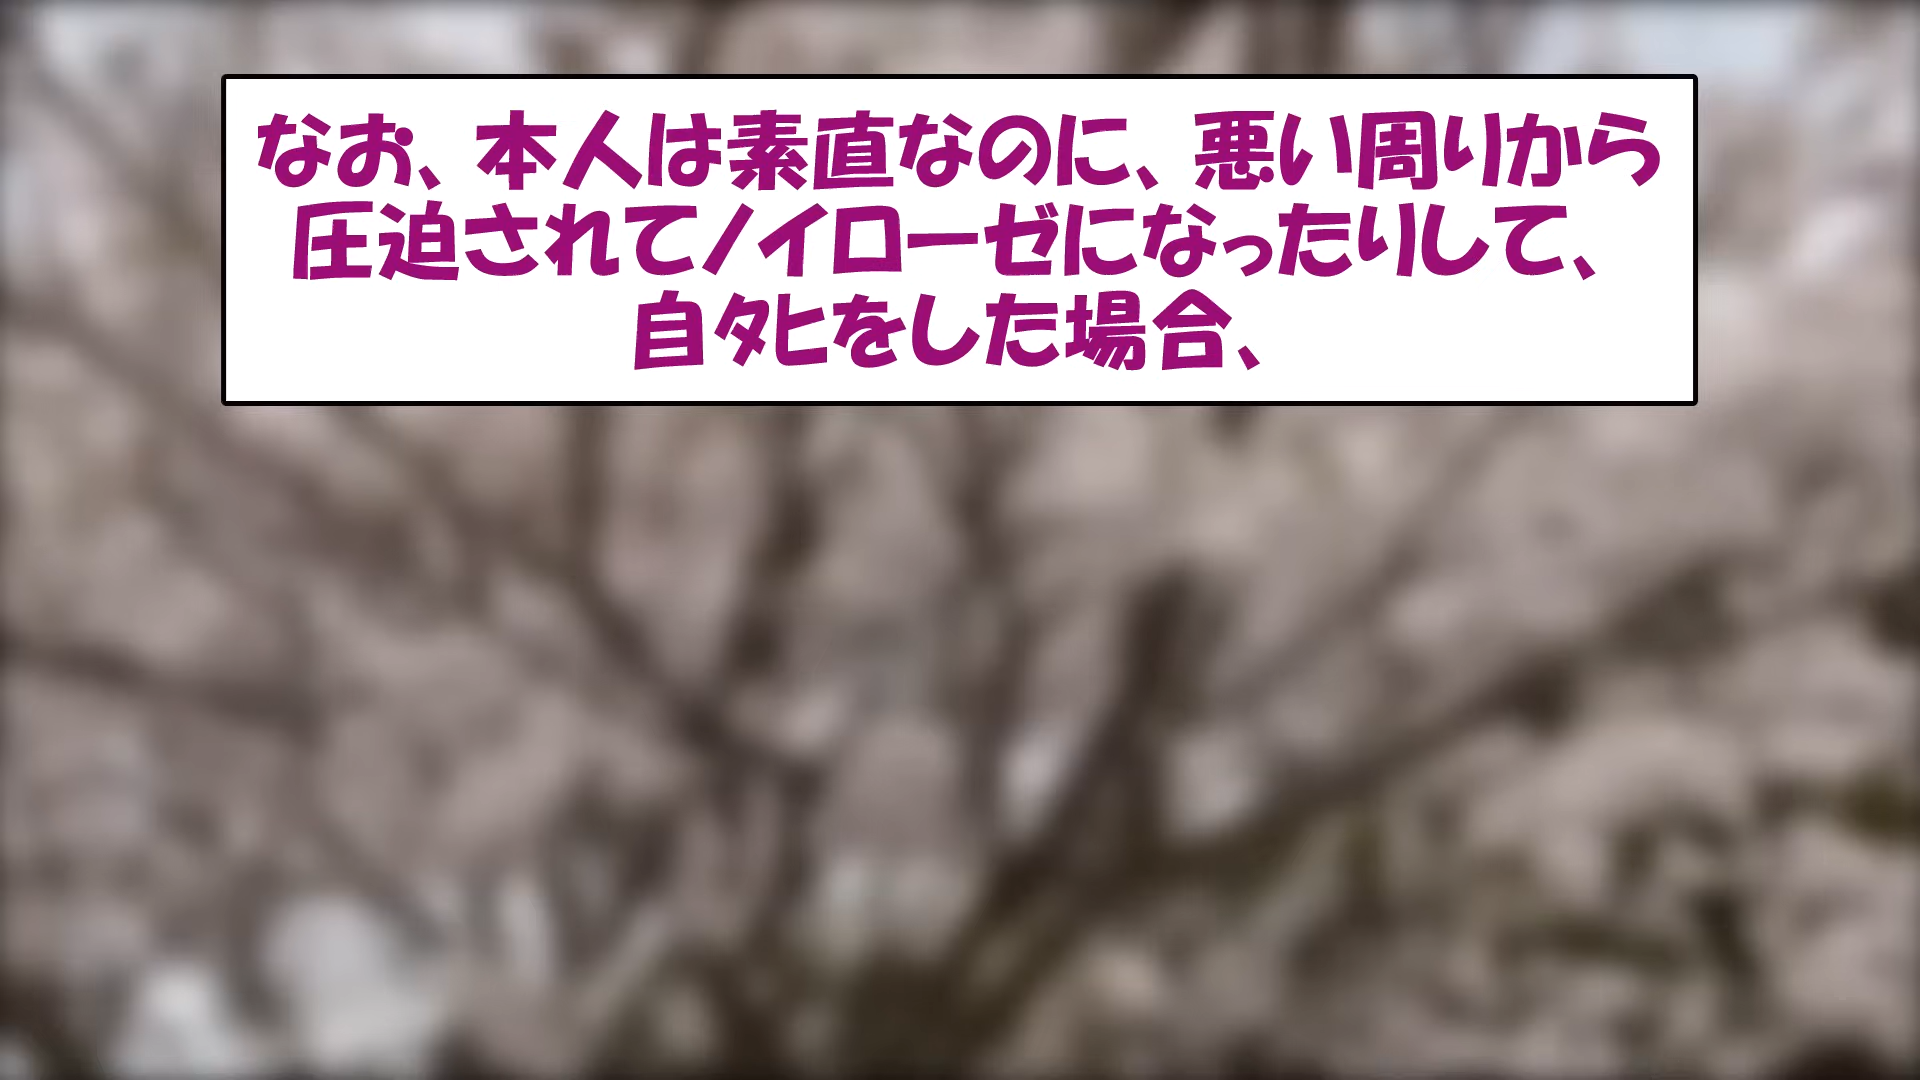 なお、本人は素直なのに、悪い周りから
圧迫されてノイローゼになったりして、
自タヒをした場合、